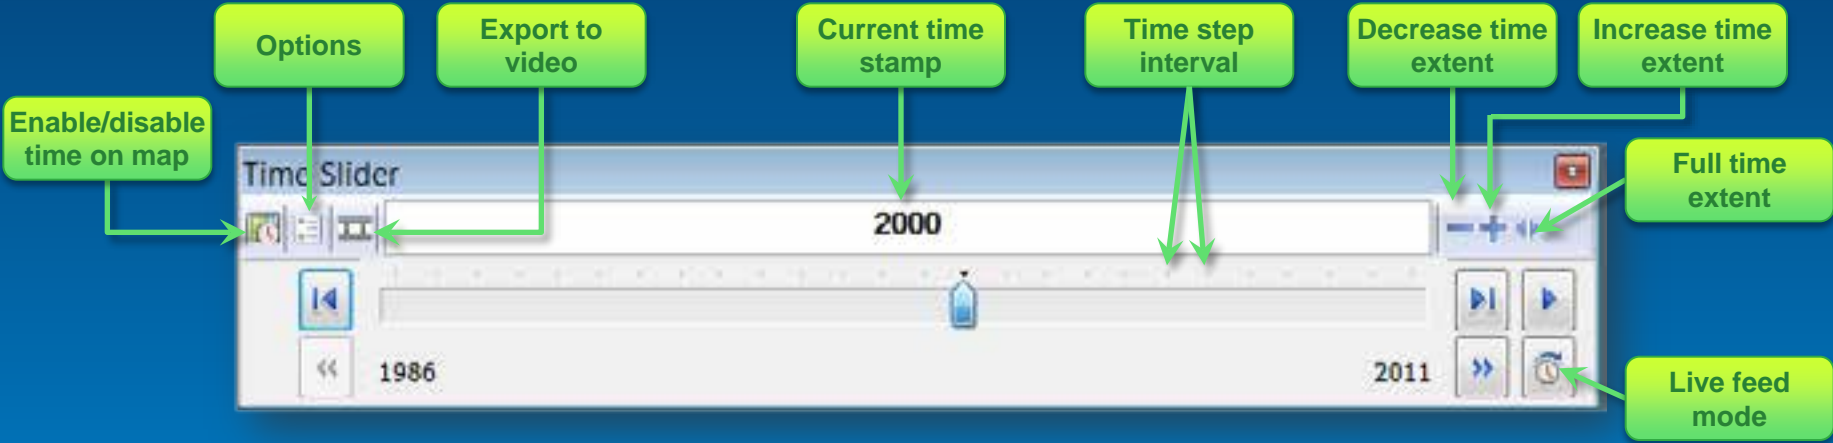 Options
Export to
video
Current time
stamp
Time step
interval
Decrease time
extent
Increase time
extent
Enable/disable
time on map
Full time
extent
Time Slider
2000
1986
2011
Live feed
mode